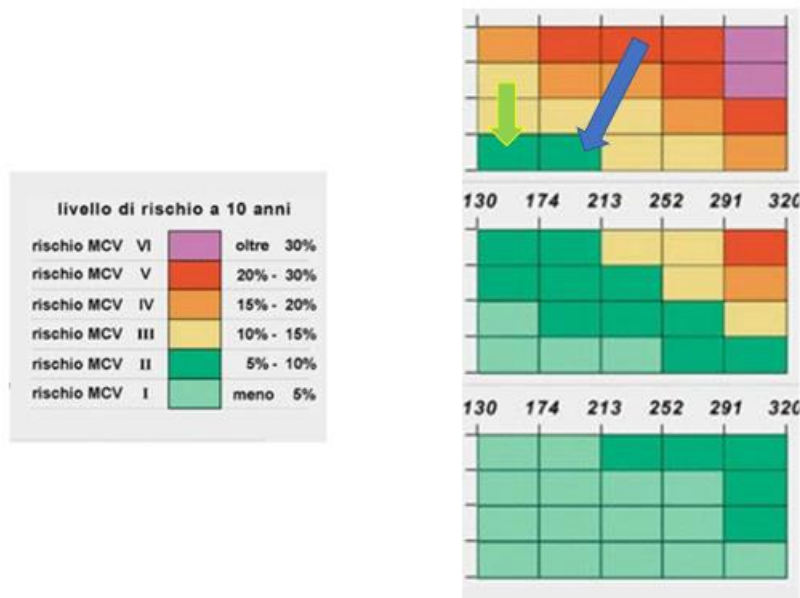 livello di rischio a 10 anni
rischio MCV VI oltre 30%
rischio MCV V 20% - 30%
rischio MCV IV 15% - 20%
rischio MCV III 10% - 15%
rischio MCV II 5% - 10%
rischio MCV I meno 5%
130 174 213 252 291 320
130 174 213 252 291 320